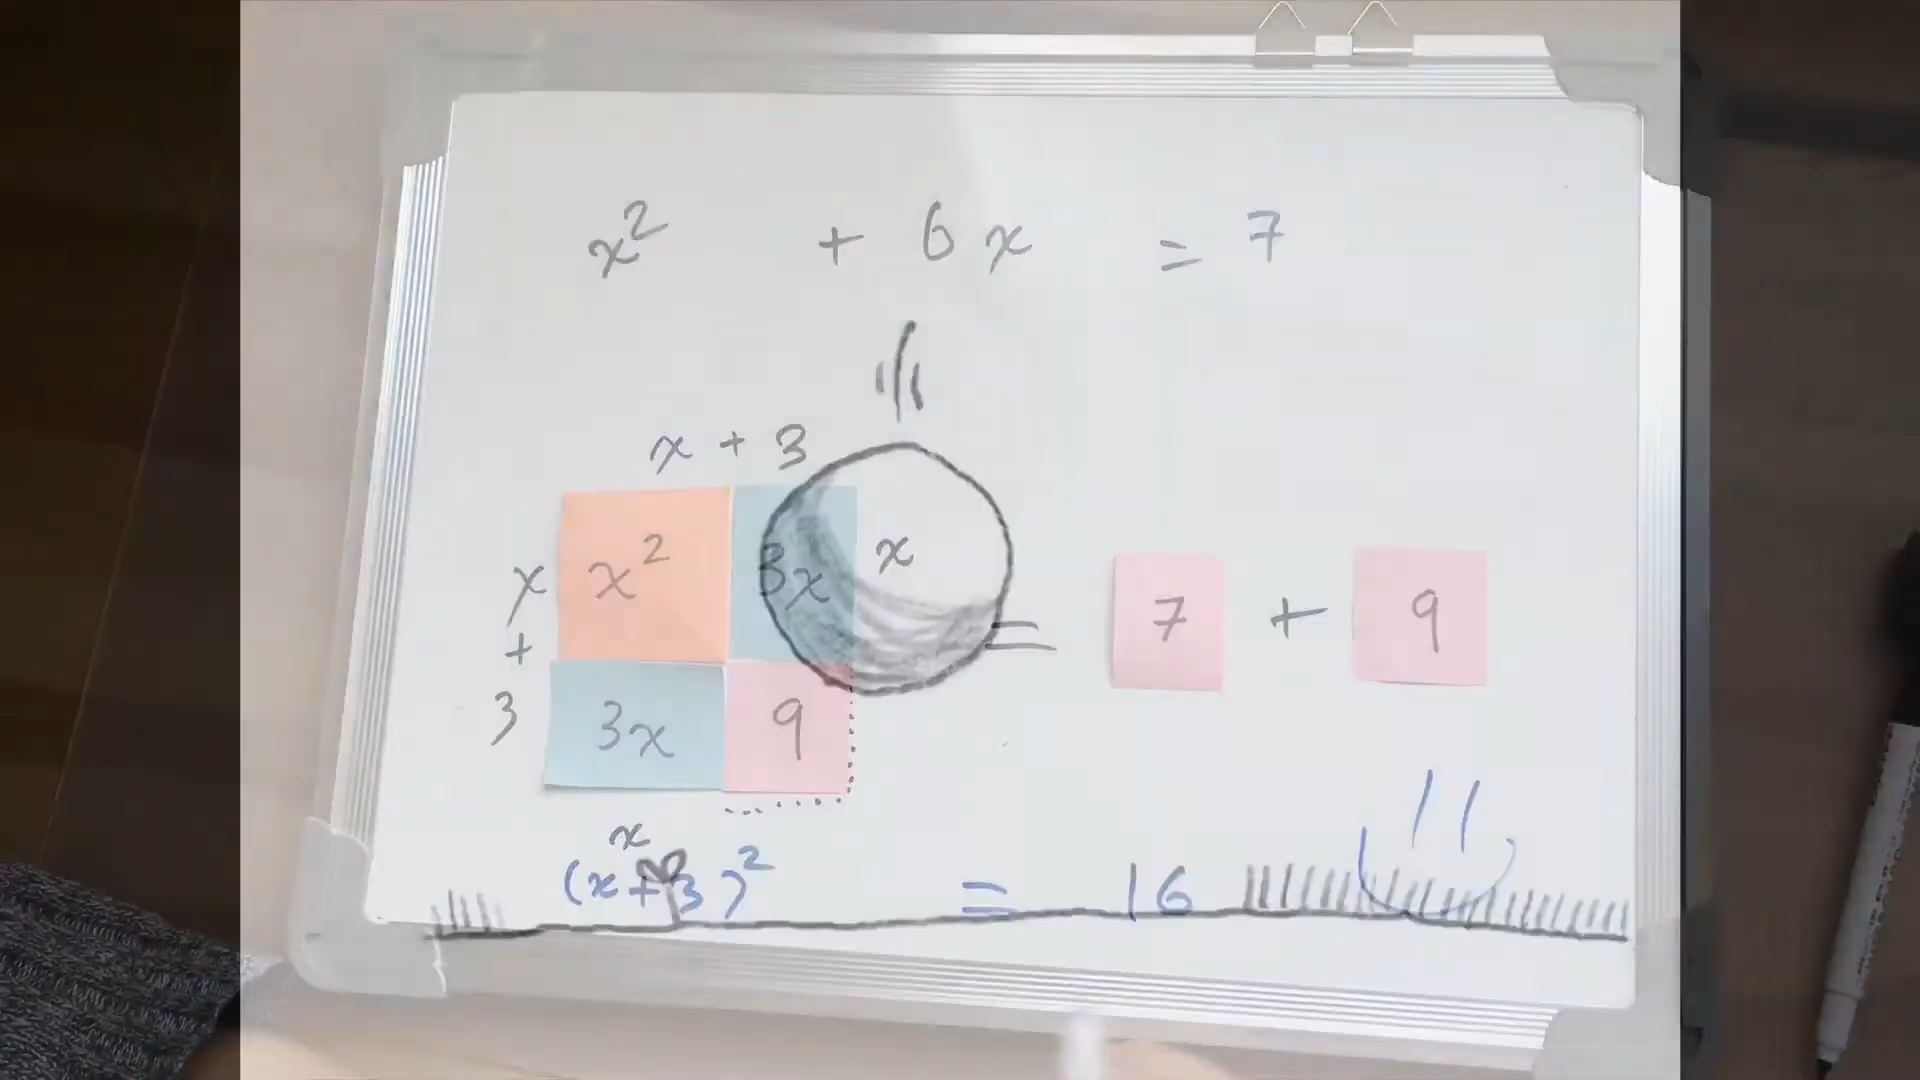 x² + 6x = 7
x + 3
x² 3x x
x + 3
= 7 + 9
3x 9
x
(x+3)² = 16